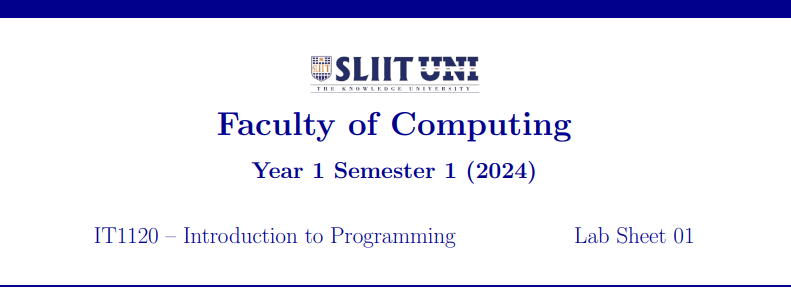 SLIIT UNI
THE KNOWLEDGE UNIVERSITY
Faculty of Computing
Year 1 Semester 1 (2024)
IT1120 – Introduction to Programming Lab Sheet 01